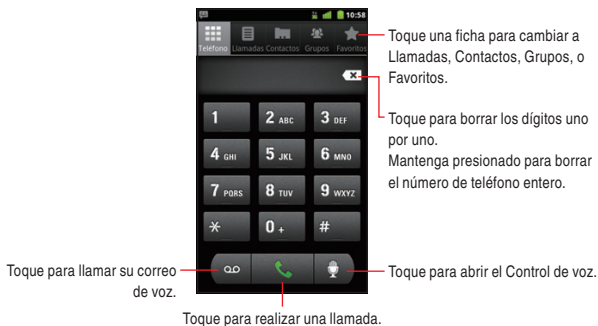 10:58
Teléfono Llamadas Contactos Grupos Favoritos
Toque una ficha para cambiar a
Llamadas, Contactos, Grupos, o
Favoritos.
Toque para borrar los dígitos uno
por uno.
Mantenga presionado para borrar
el número de teléfono entero.
1 2 ABC 3 DEF
4 GHI 5 JKL 6 MNO
7 PQRS 8 TUV 9 WXYZ
* 0 + #
Toque para llamar su correo
de voz.
Toque para abrir el Control de voz.
Toque para realizar una llamada.